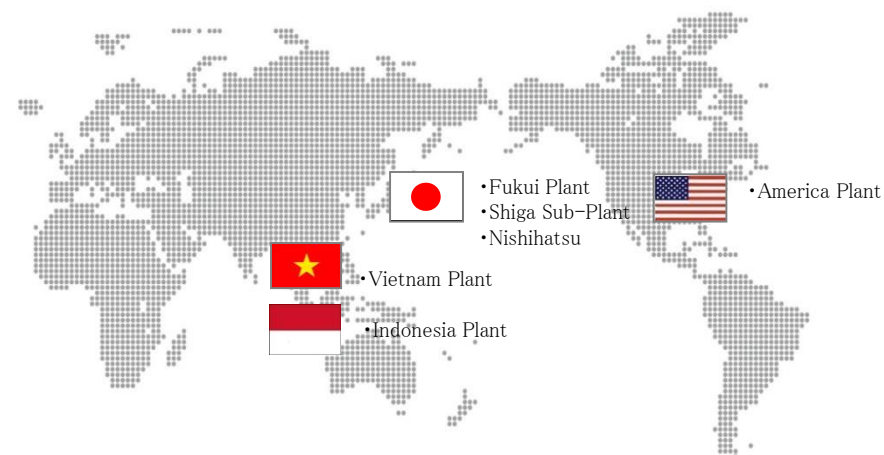 ・Fukui Plant
・Shiga Sub-Plant
・Nishihatsu
・America Plant
・Vietnam Plant
・Indonesia Plant